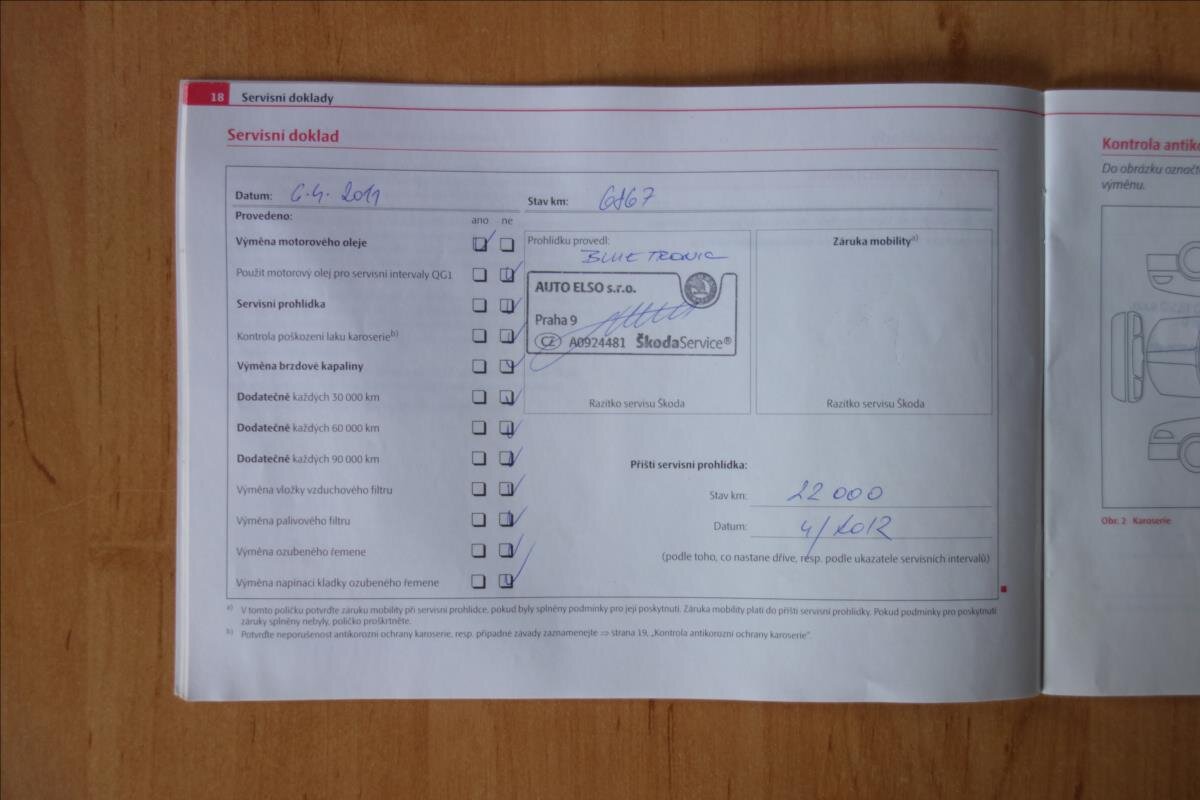 18 Servisní doklady
Servisní doklad
Datum: 6.4. 2011 Stav km: 6867
Provedeno: ano ne
Výměna motorového oleje
Použit motorový olej pro servisní intervaly QG1
Servisní prohlídka
Kontrola poškození laku karoserie b)
Výměna brzdové kapaliny
Dodatečně každých 30 000 km
Dodatečně každých 60 000 km
Dodatečně každých 90 000 km
Výměna vložky vzduchového filtru
Výměna palivového filtru
Výměna ozubeného řemene
Výměna napínací kladky ozubeného řemene
Prohlídku provedl:
BLUE TRONIC
AUTO ELSO s.r.o.
Praha 9
CZ A0924481 ŠkodaService®
Razítko servisu Škoda
Záruka mobility a)
Razítko servisu Škoda
Příští servisní prohlídka:
Stav km: 22 000
Datum: 4/2012
(podle toho, co nastane dříve, resp. podle ukazatele servisních intervalů)
a) V tomto políčku potvrďte záruku mobility při servisní prohlídce, pokud byly splněny podmínky pro její poskytnutí. Záruka mobility platí do příští servisní prohlídky. Pokud podmínky pro poskytnutí
záruky splněny nebyly, políčko proškrtněte.
b) Potvrďte neporušenost antikorozní ochrany karoserie, resp. případné závady zaznamenejte ⇒ strana 19, „Kontrola antikorozní ochrany karoserie".
Kontrola antiko
Do obrázku označt
výměnu.
Obr. 2 Karoserie